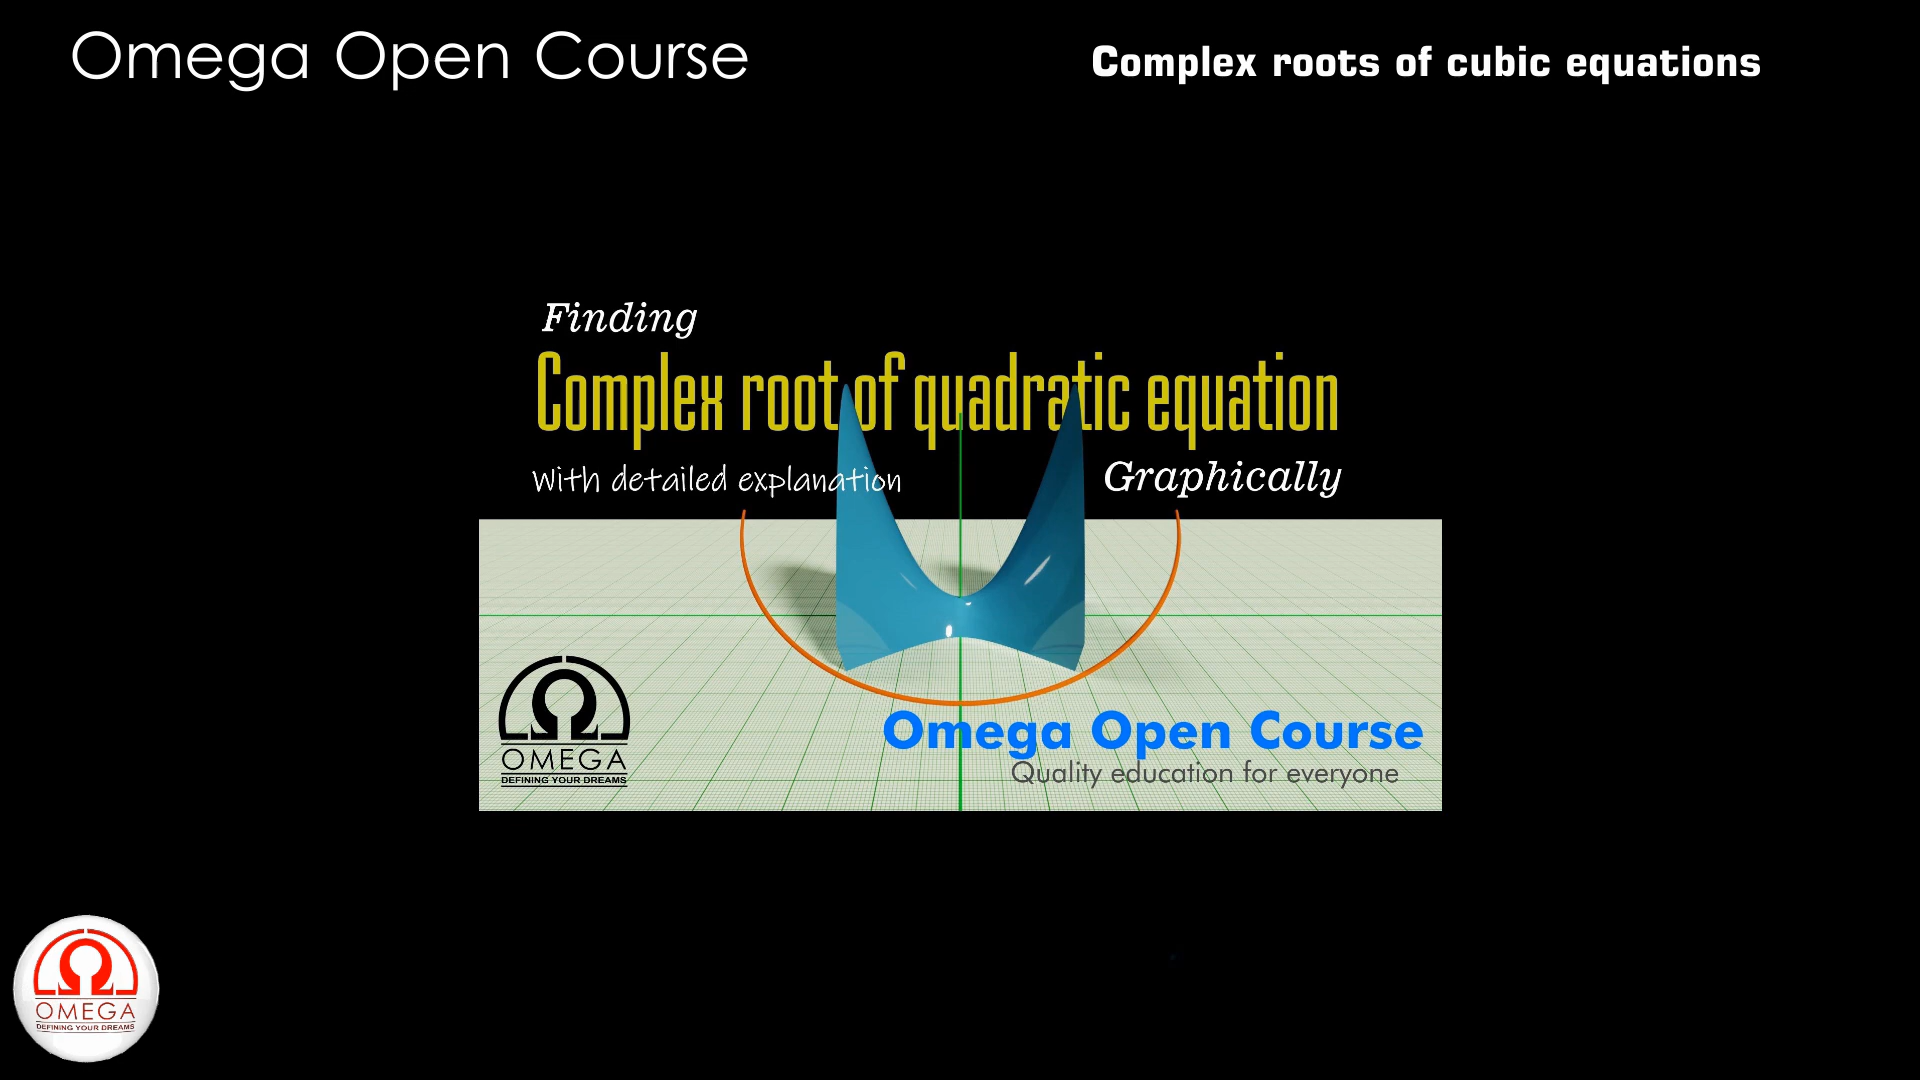 Omega Open Course
Complex roots of cubic equations
Finding
Complex root of quadratic equation
With detailed explanation
Graphically
OMEGA
DEFINING YOUR DREAMS
Omega Open Course
Quality education for everyone
OMEGA
DEFINING YOUR DREAMS